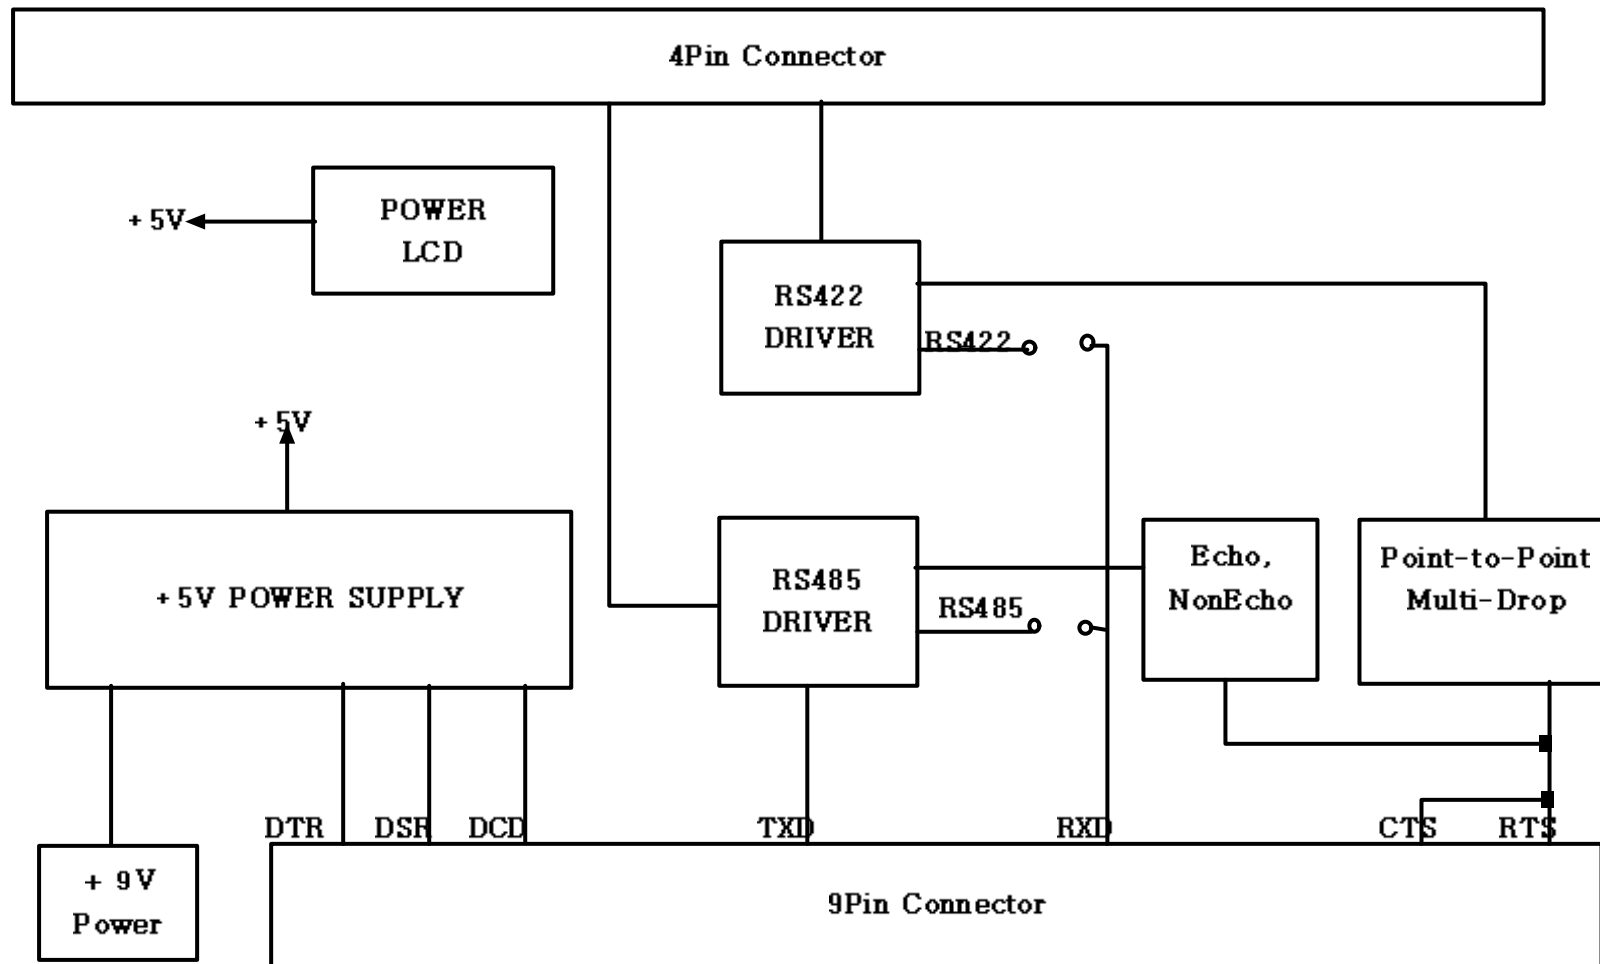 4Pin Connector
POWER
LCD
+5V
RS422
DRIVER
RS422
+5V
+5V POWER SUPPLY
RS485
DRIVER
RS485
Echo,
NonEcho
Point-to-Point
Multi-Drop
DTR
DSR
DCD
TXD
RXD
CTS
RTS
+ 9V
Power
9Pin Connector